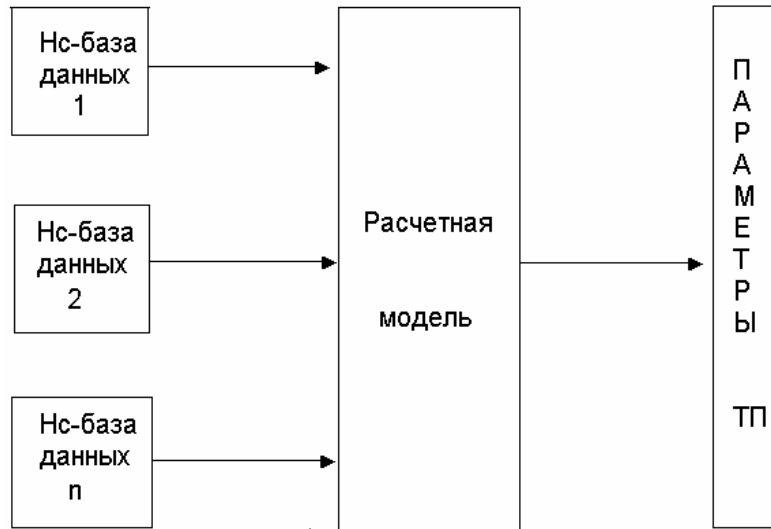 Нс-база
данных
1
Нс-база
данных
2
Нс-база
данных
n
Расчетная
модель
П
А
Р
А
М
Е
Т
Р
Ы
ТП